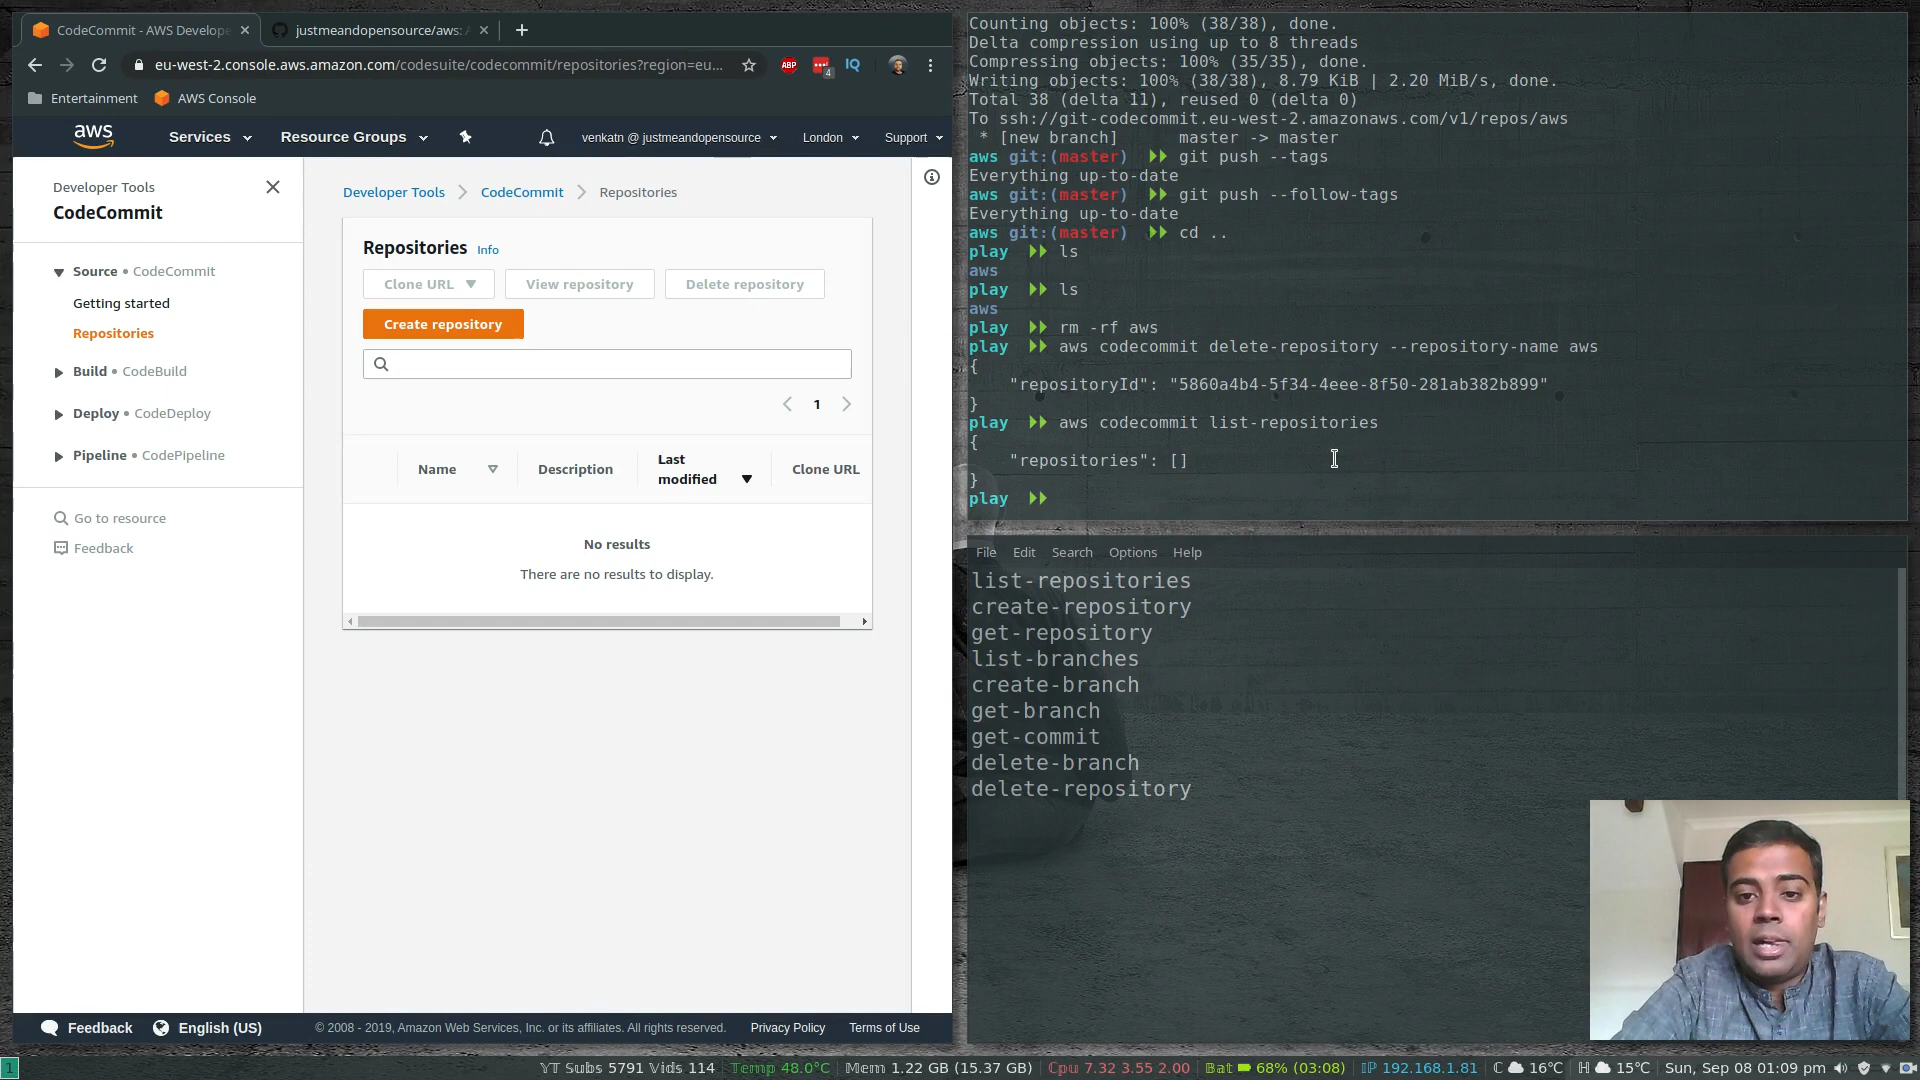 CodeCommit - AWS Develope
justmeandopensource/aws:
eu-west-2.console.aws.amazon.com/codesuite/codecommit/repositories?region=eu...
ABP
4
IQ
Entertainment
AWS Console
aws
Services
Resource Groups
venkatn @ justmeandopensource
London
Support
Developer Tools
CodeCommit
Source • CodeCommit
Getting started
Repositories
Build • CodeBuild
Deploy • CodeDeploy
Pipeline • CodePipeline
Go to resource
Feedback
Developer Tools
CodeCommit
Repositories
Repositories Info
Clone URL
View repository
Delete repository
Create repository
1
Name
Description
Last modified
Clone URL
No results
There are no results to display.
Feedback
English (US)
© 2008 - 2019, Amazon Web Services, Inc. or its affiliates. All rights reserved.
Privacy Policy
Terms of Use
Counting objects: 100% (38/38), done.
Delta compression using up to 8 threads
Compressing objects: 100% (35/35), done.
Writing objects: 100% (38/38), 8.79 KiB | 2.20 MiB/s, done.
Total 38 (delta 11), reused 0 (delta 0)
To ssh://git-codecommit.eu-west-2.amazonaws.com/v1/repos/aws
 * [new branch]      master -> master
aws git:(master) git push --tags
Everything up-to-date
aws git:(master) git push --follow-tags
Everything up-to-date
aws git:(master) cd ..
play ls
aws
play ls
aws
play rm -rf aws
play aws codecommit delete-repository --repository-name aws
{
    "repositoryId": "5860a4b4-5f34-4eee-8f50-281ab382b899"
}
play aws codecommit list-repositories
{
    "repositories": []
}
play
File Edit Search Options Help
list-repositories
create-repository
get-repository
list-branches
create-branch
get-branch
get-commit
delete-branch
delete-repository
1
YT Subs 5791 Vids 114 | Temp 48.0°C | Mem 1.22 GB (15.37 GB) | Cpu 7.32 3.55 2.00 | Bat 68% (03:08) | IP 192.168.1.81 | C 16°C | H 15°C | Sun, Sep 08 01:09 pm